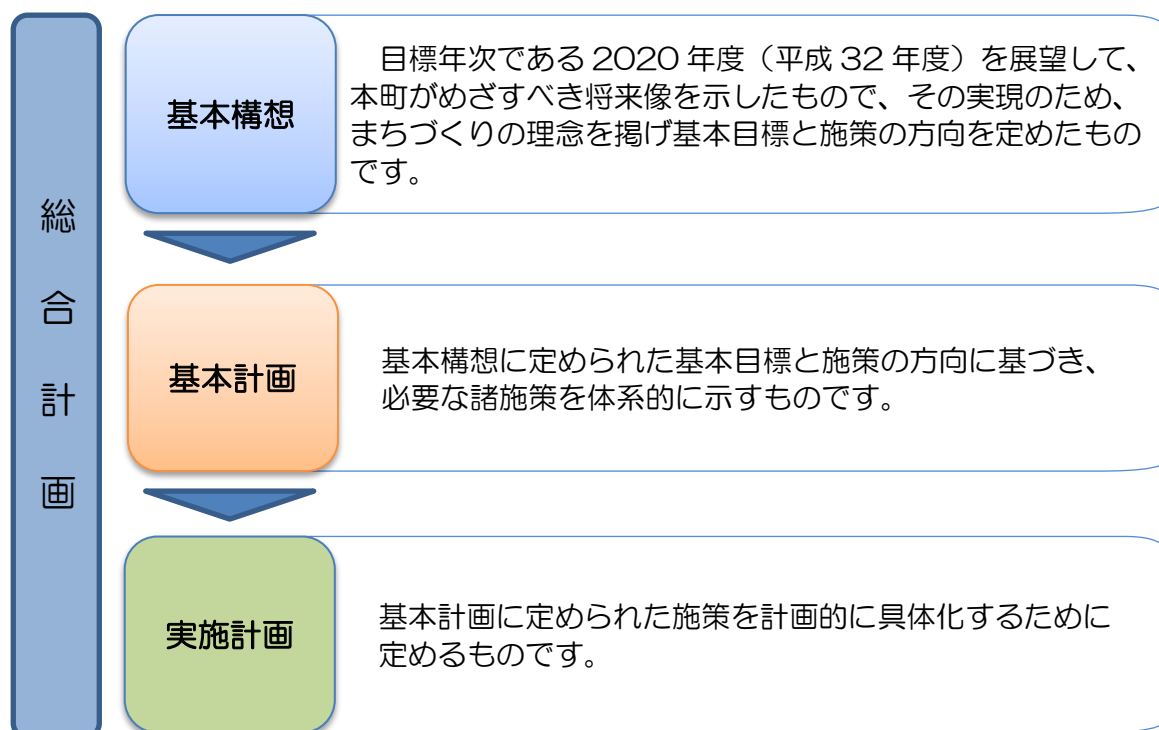 総合計画
基本構想
目標年次である 2020 年度（平成 32 年度）を展望して、
本町がめざすべき将来像を示したもので、その実現のため、
まちづくりの理念を掲げ基本目標と施策の方向を定めたもの
です。
基本計画
基本構想に定められた基本目標と施策の方向に基づき、
必要な諸施策を体系的に示すものです。
実施計画
基本計画に定められた施策を計画的に具体化するために
定めるものです。